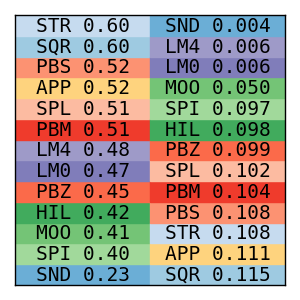 STR 0.60 SND 0.004
SQR 0.60 LM4 0.006
PBS 0.52 LM0 0.006
APP 0.52 MOO 0.050
SPL 0.51 SPI 0.097
PBM 0.51 HIL 0.098
LM4 0.48 PBZ 0.099
LM0 0.47 SPL 0.102
PBZ 0.45 PBM 0.104
HIL 0.42 PBS 0.108
MOO 0.41 STR 0.108
SPI 0.40 APP 0.111
SND 0.23 SQR 0.115